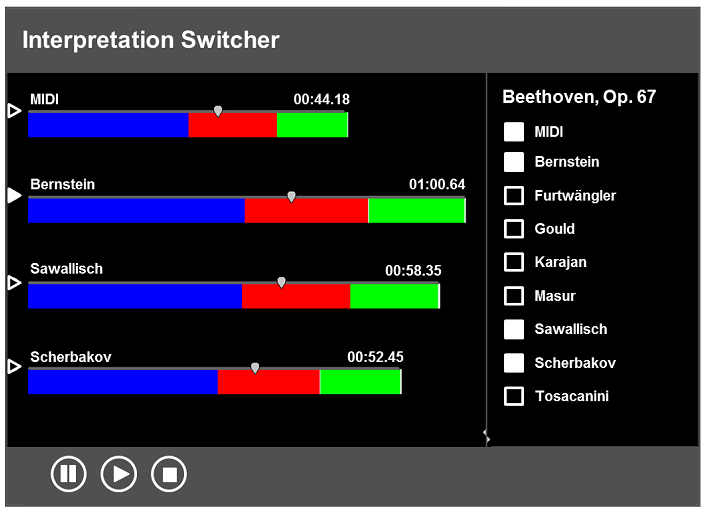 Interpretation Switcher
MIDI 00:44.18
Bernstein 01:00.64
Sawallisch 00:58.35
Scherbakov 00:52.45
Beethoven, Op. 67
MIDI
Bernstein
Furtwängler
Gould
Karajan
Masur
Sawallisch
Scherbakov
Tosacanini